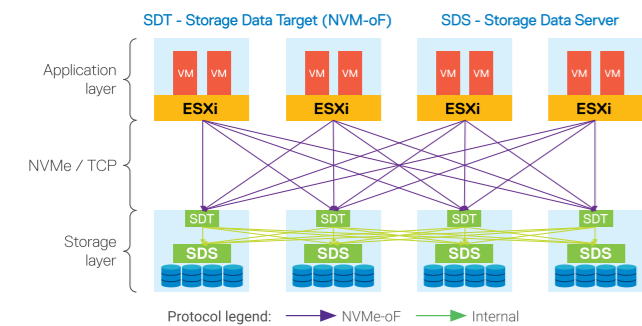 SDT - Storage Data Target (NVM-oF) SDS - Storage Data Server
Application
layer
VM VM VM VM VM VM VM VM
ESXi ESXi ESXi ESXi
NVMe / TCP
SDT SDT SDT SDT
Storage
layer
SDS SDS SDS SDS
Protocol legend: NVMe-oF Internal